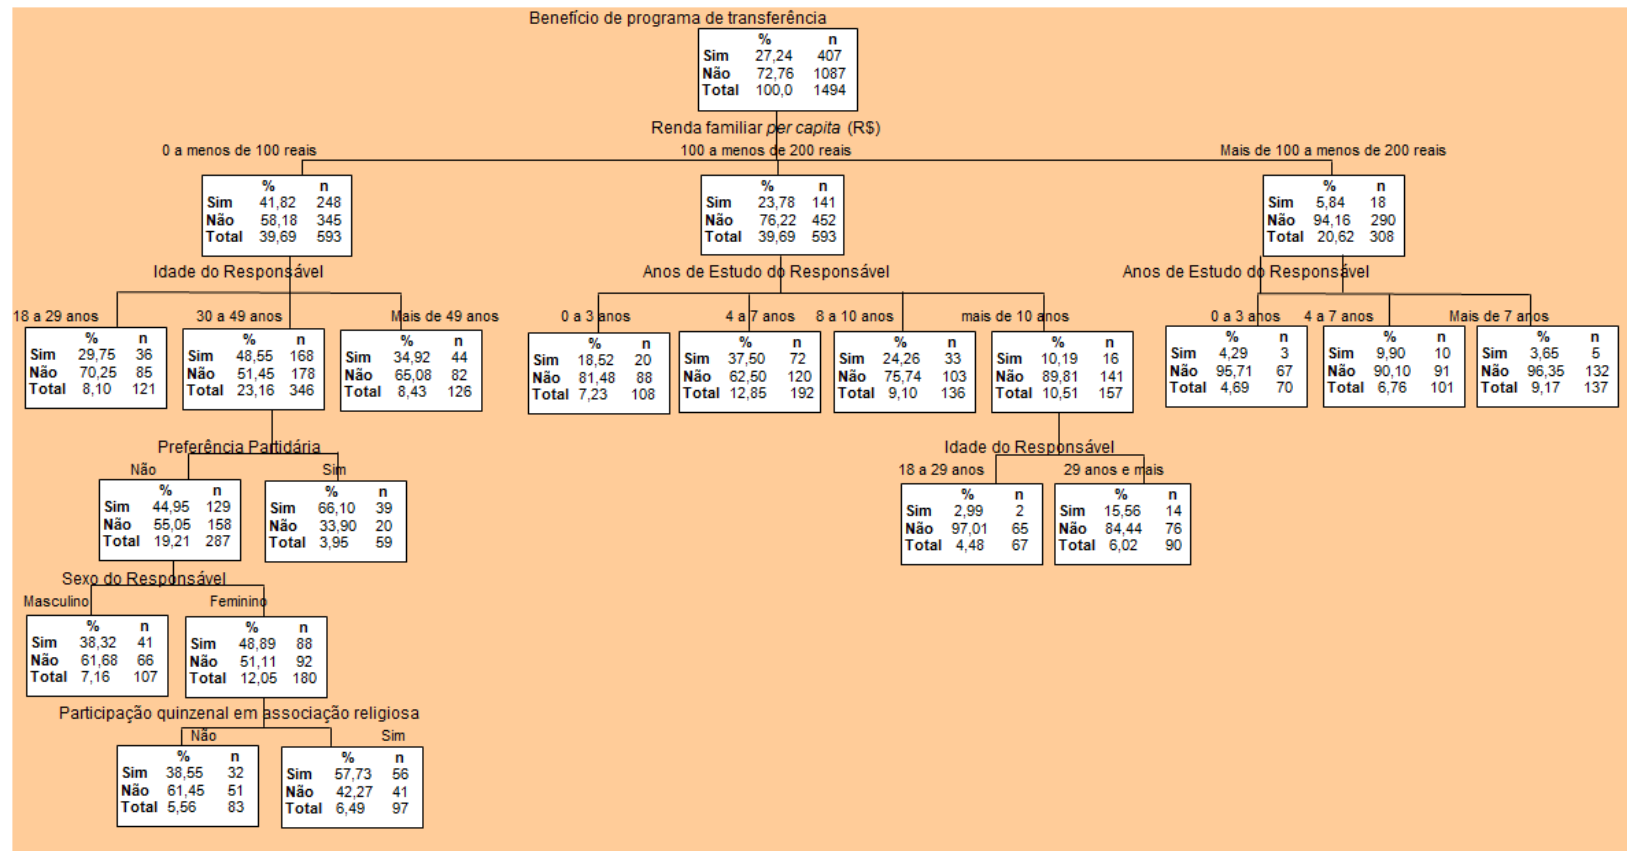 Benefício de programa de transferência
% n
Sim 27,24 407
Não 72,76 1087
Total 100,0 1494
Renda familiar per capita (R$)
0 a menos de 100 reais
100 a menos de 200 reais
Mais de 100 a menos de 200 reais
% n
Sim 41,82 248
Não 58,18 345
Total 39,69 593
% n
Sim 23,78 141
Não 76,22 452
Total 39,69 593
% n
Sim 5,84 18
Não 94,16 290
Total 20,62 308
Idade do Responsável
Anos de Estudo do Responsável
Anos de Estudo do Responsável
18 a 29 anos
30 a 49 anos
Mais de 49 anos
0 a 3 anos
4 a 7 anos
8 a 10 anos
mais de 10 anos
0 a 3 anos
4 a 7 anos
Mais de 7 anos
% n
Sim 29,75 36
Não 70,25 85
Total 8,10 121
% n
Sim 48,55 168
Não 51,45 178
Total 23,16 346
% n
Sim 34,92 44
Não 65,08 82
Total 8,43 126
% n
Sim 18,52 20
Não 81,48 88
Total 7,23 108
% n
Sim 37,50 72
Não 62,50 120
Total 12,85 192
% n
Sim 24,26 33
Não 75,74 103
Total 9,10 136
% n
Sim 10,19 16
Não 89,81 141
Total 10,51 157
% n
Sim 4,29 3
Não 95,71 67
Total 4,69 70
% n
Sim 9,90 10
Não 90,10 91
Total 6,76 101
% n
Sim 3,65 5
Não 96,35 132
Total 9,17 137
Preferência Partidária
Não
Sim
Idade do Responsável
18 a 29 anos
29 anos e mais
% n
Sim 44,95 129
Não 55,05 158
Total 19,21 287
% n
Sim 66,10 39
Não 33,90 20
Total 3,95 59
% n
Sim 2,99 2
Não 97,01 65
Total 4,48 67
% n
Sim 15,56 14
Não 84,44 76
Total 6,02 90
Sexo do Responsável
Masculino
Feminino
% n
Sim 38,32 41
Não 61,68 66
Total 7,16 107
% n
Sim 48,89 88
Não 51,11 92
Total 12,05 180
Participação quinzenal em associação religiosa
Não
Sim
% n
Sim 38,55 32
Não 61,45 51
Total 5,56 83
% n
Sim 57,73 56
Não 42,27 41
Total 6,49 97